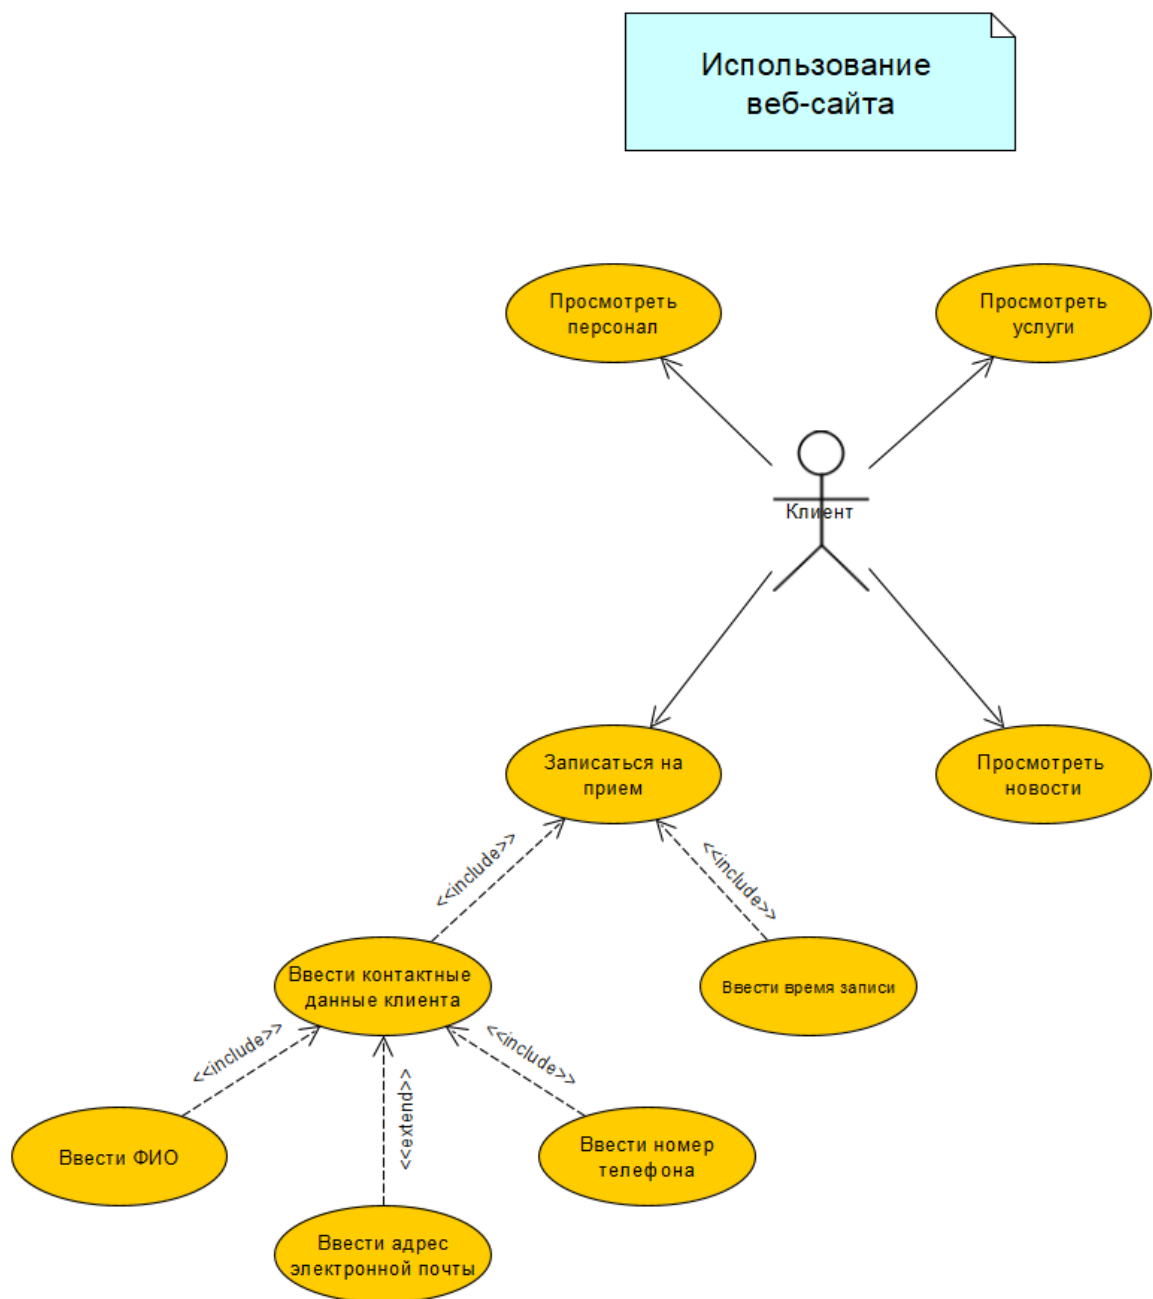 Использование
веб-сайта
Просмотреть
персонал
Просмотреть
услуги
Клиент
Записаться на
прием
Просмотреть
новости
<<include>>
<<include>>
Ввести контактные
данные клиента
Ввести время записи
<<include>>
<<extend>>
<<include>>
Ввести ФИО
Ввести номер
телефона
Ввести адрес
электронной почты